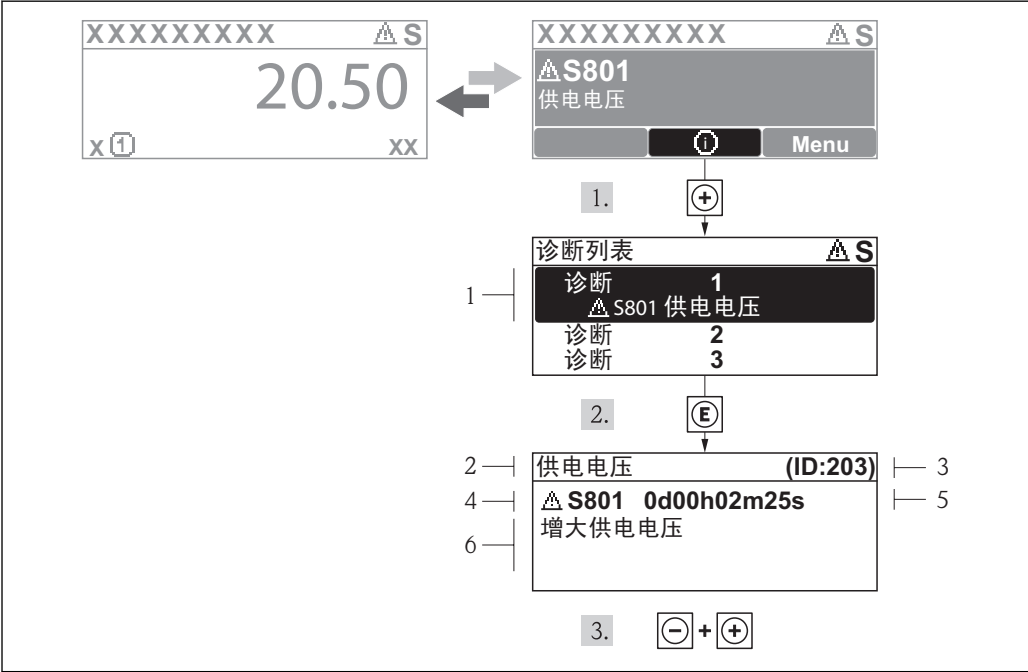 XXXXXXXXX ⚠ S
20.50
x ① xx
XXXXXXXXX ⚠ S
⚠ S801
供电电压
ⓘ Menu
1. +
诊断列表 ⚠ S
1 诊断 1
⚠ S801 供电电压
诊断 2
诊断 3
2. E
2 供电电压 (ID:203) 3
4 ⚠ S801 0d00h02m25s 5
6 增大供电电压
3. - + +